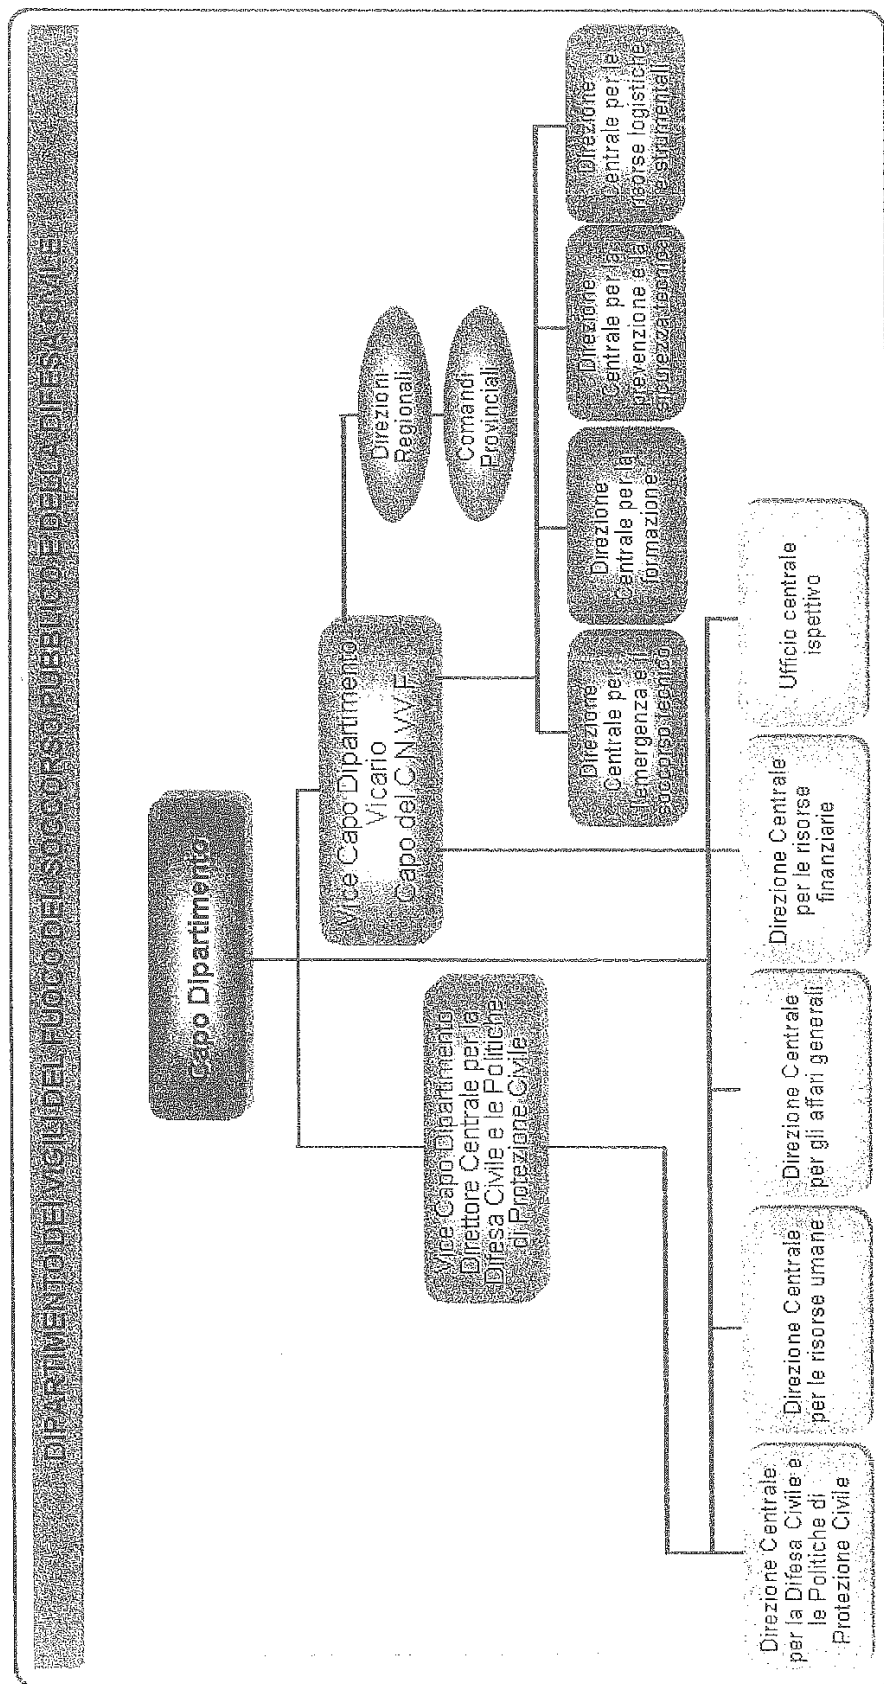 DIPARTIMENTO DEI VIGILI DEL FUOCO DEL SOCCORSO PUBBLICO E DELLA DIFESA CIVILE
Capo Dipartimento
Vice Capo Dipartimento
Direttore Centrale per la
Difesa Civile e le Politiche
di Protezione Civile
Vice Capo Dipartimento
Vicario
Capo del C.N.VV.F.
Direzioni
Regionali
Comandi
Provinciali
Direzione
Centrale per
l'emergenza e il
soccorso tecnico
Direzione
Centrale per la
formazione
Direzione
Centrale per la
prevenzione e la
sicurezza tecnica
Direzione
Centrale per le
risorse logistiche
e strumentali
Direzione Centrale
per la Difesa Civile e
le Politiche di
Protezione Civile
Direzione Centrale
per le risorse umane
Direzione Centrale
per gli affari generali
Direzione Centrale
per le risorse
finanziarie
Ufficio centrale
ispettivo